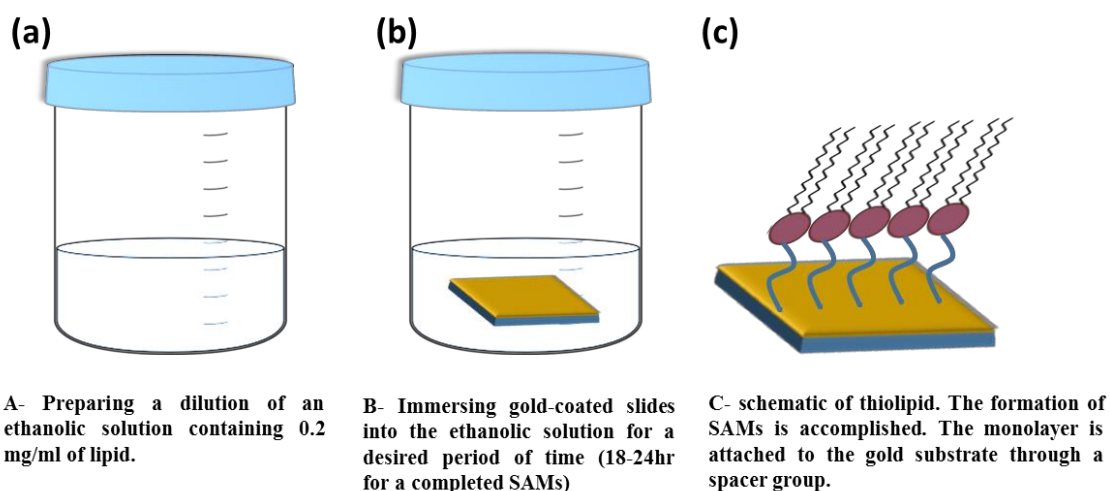 (a)
(b)
(c)
A- Preparing a dilution of an
ethanolic solution containing 0.2
mg/ml of lipid.
B- Immersing gold-coated slides
into the ethanolic solution for a
desired period of time (18-24hr
for a completed SAMs)
C- schematic of thiolipid. The formation of
SAMs is accomplished. The monolayer is
attached to the gold substrate through a
spacer group.